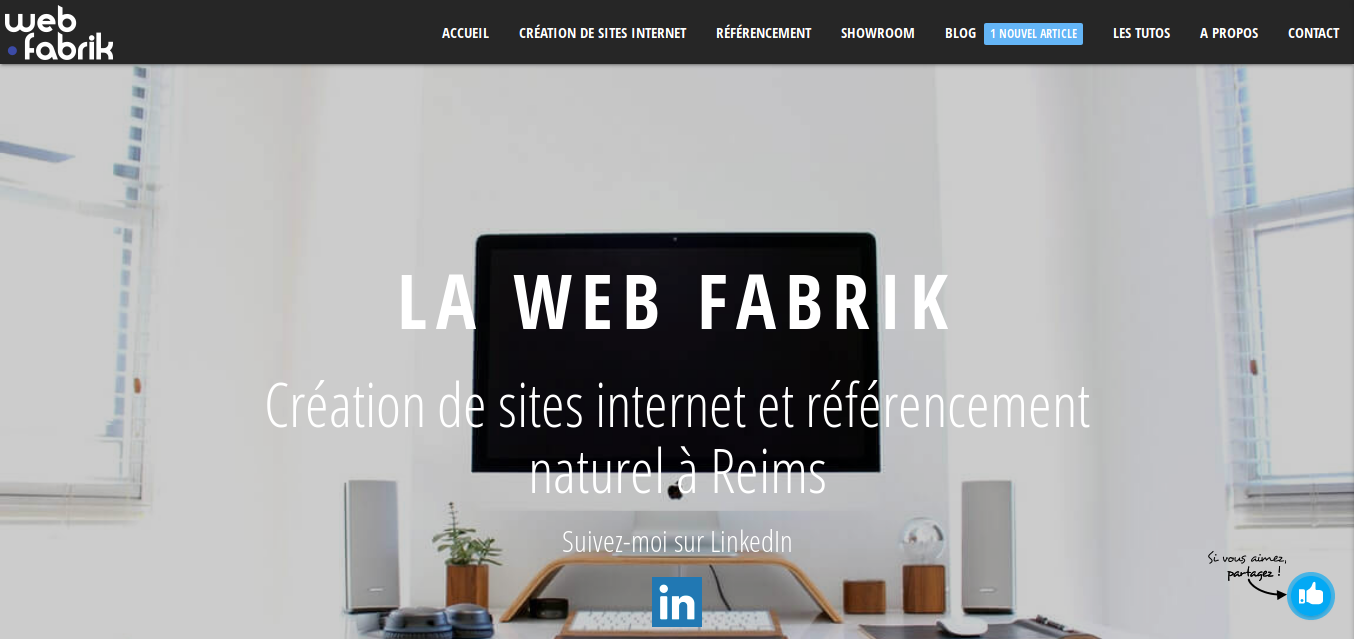 web
fabrik
ACCUEIL CRÉATION DE SITES INTERNET RÉFÉRENCEMENT SHOWROOM BLOG 1 NOUVEL ARTICLE LES TUTOS A PROPOS CONTACT
LA WEB FABRIK
Création de sites internet et référencement
naturel à Reims
Suivez-moi sur LinkedIn
in
Si vous aimez,
partagez !